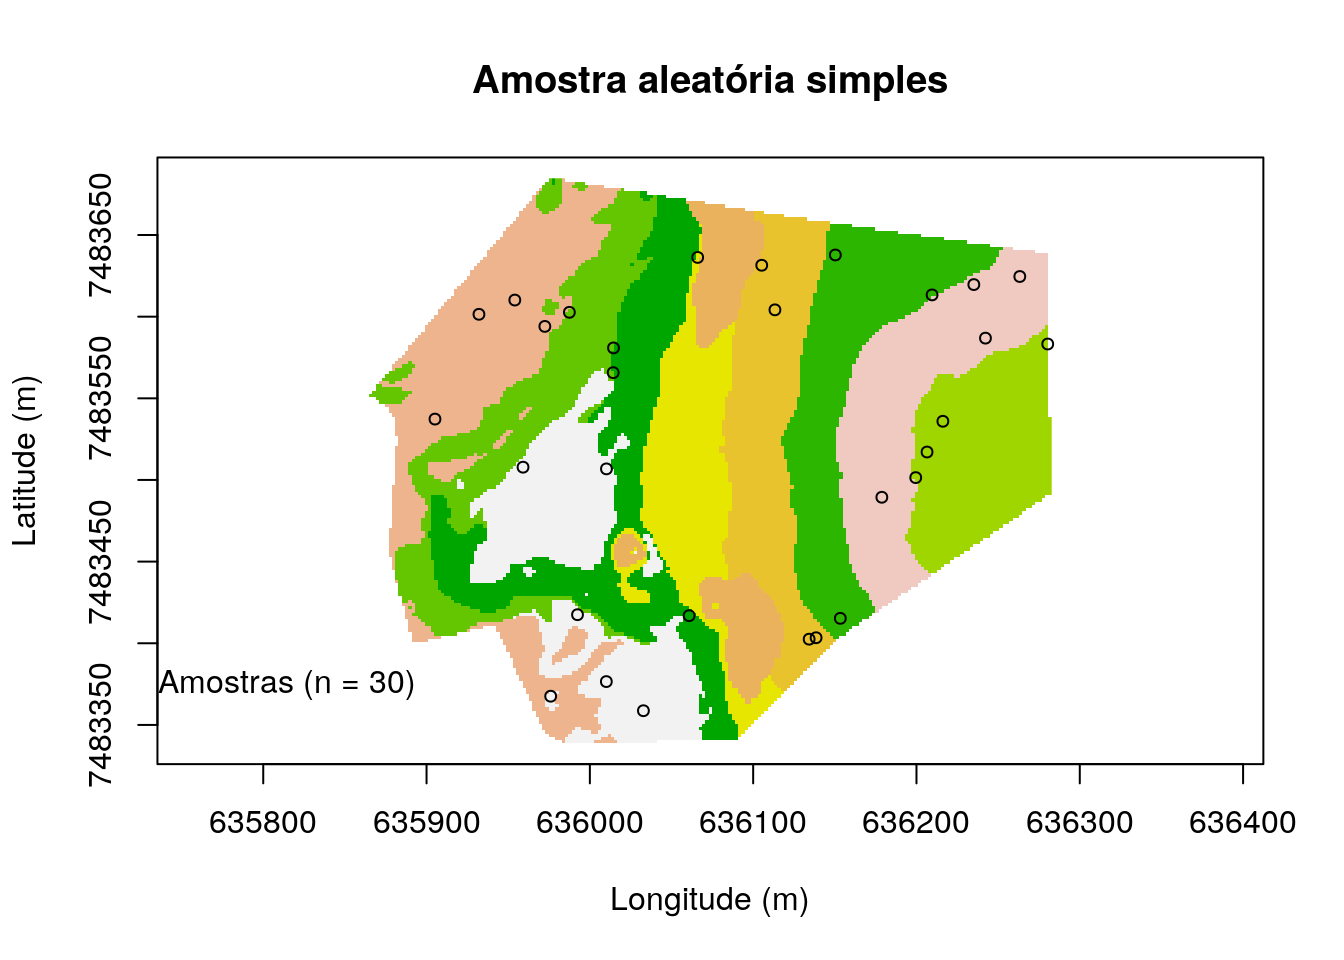 Amostra aleatória simples
Latitude (m)
7483650
7483550
7483450
7483350
Amostras (n = 30)
635800 635900 636000 636100 636200 636300 636400
Longitude (m)